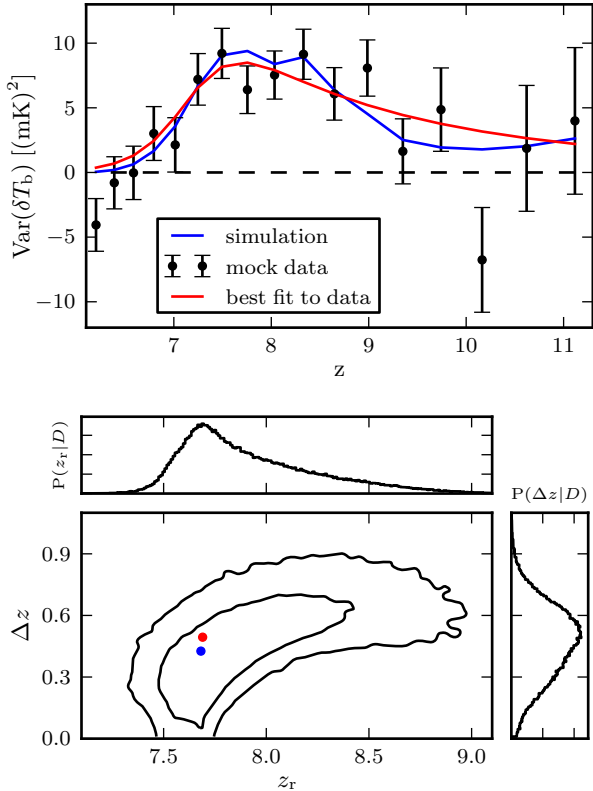 10
5
0
−5
−10
Var(δT_b) [(mK)^2]
simulation
mock data
best fit to data
7 8 9 10 11
z
P(z_r|D)
P(Δz|D)
0.9
0.6
0.3
0.0
Δz
7.5 8.0 8.5 9.0
z_r